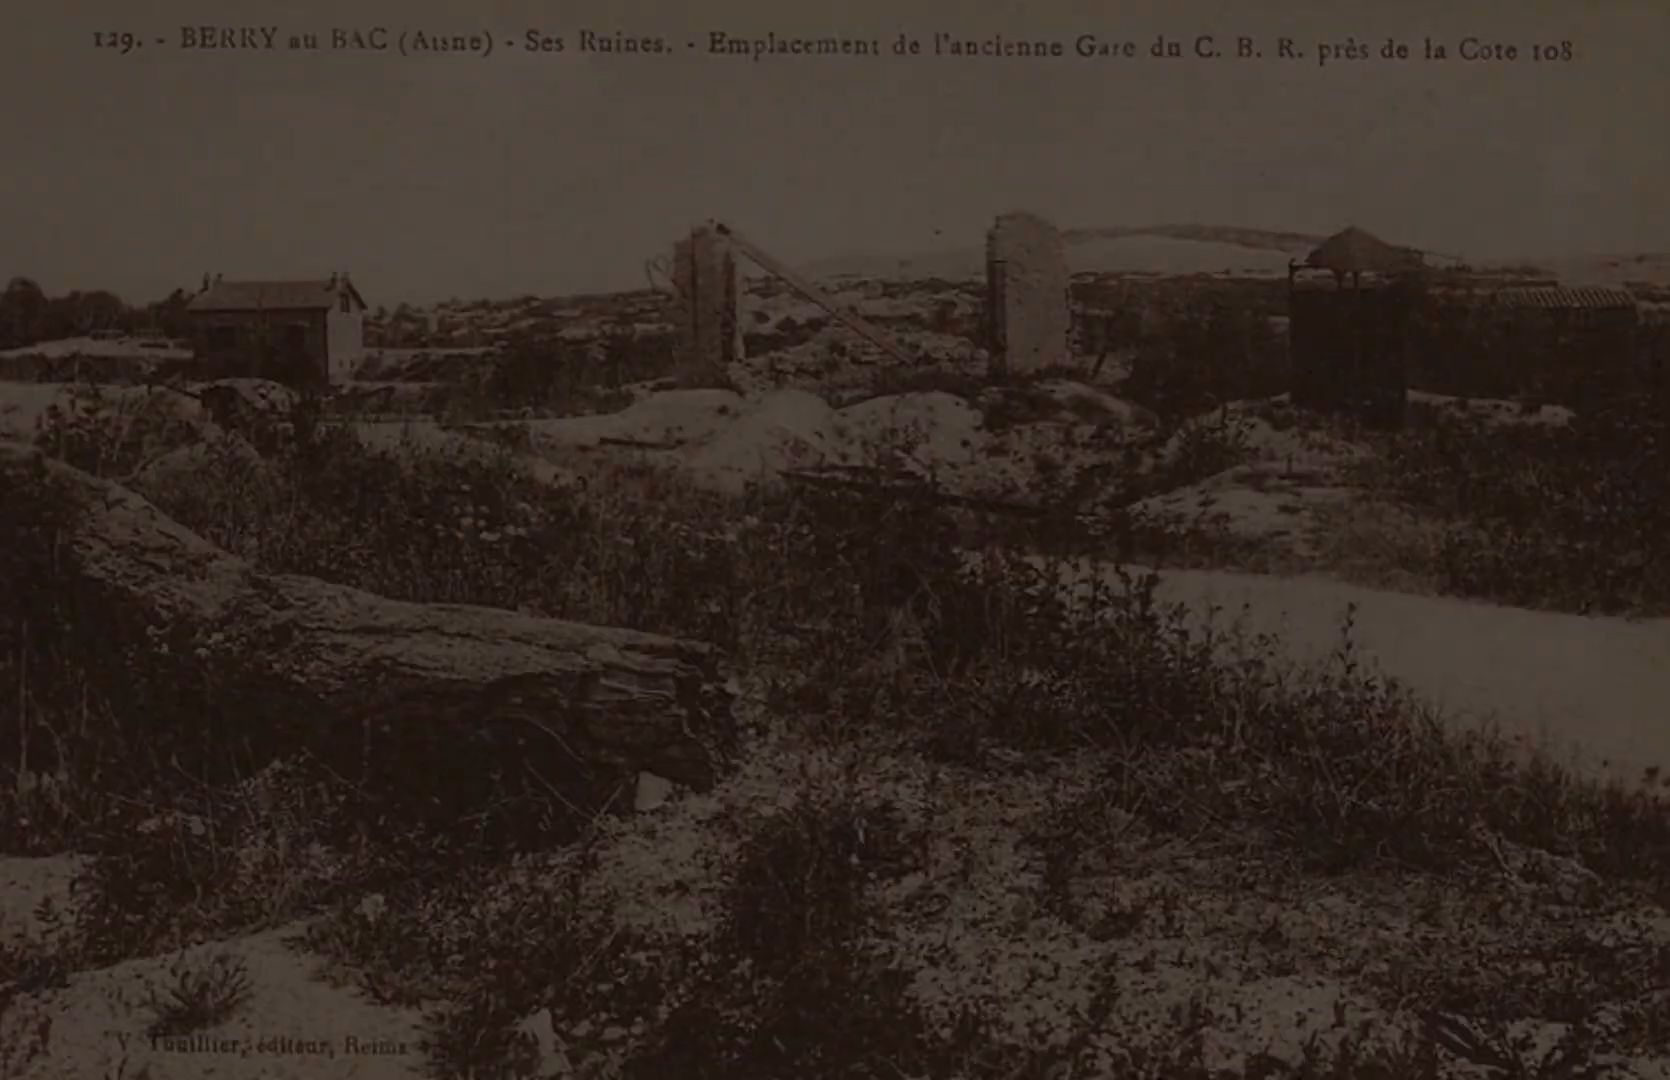 129. - BERRY au BAC (Aisne) - Ses Ruines. - Emplacement de l'ancienne Gare du C. B. R. près de la Cote 108
V Thuillier, éditeur, Reims